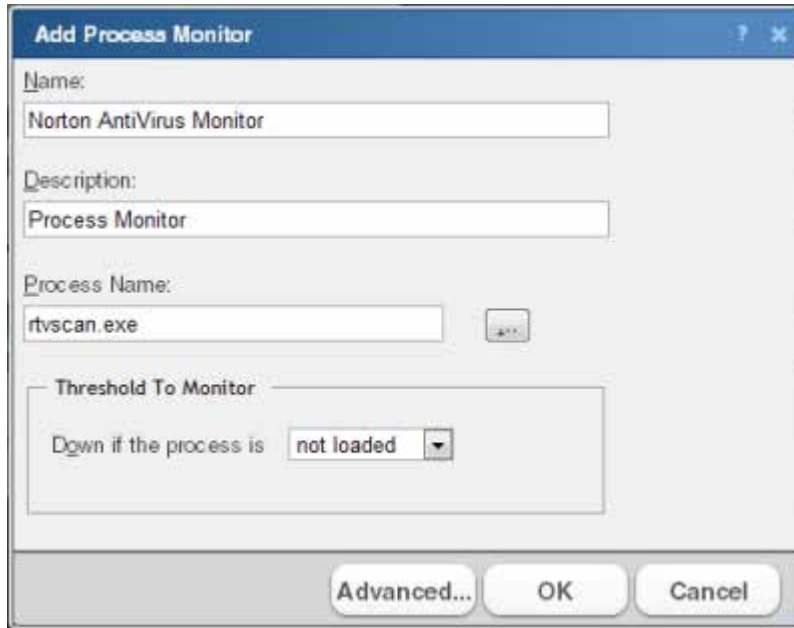 Add Process Monitor ? ×
Name:
Norton AntiVirus Monitor
Description:
Process Monitor
Process Name:
rtvscan.exe
...
Threshold To Monitor
Down if the process is not loaded
Advanced... OK Cancel